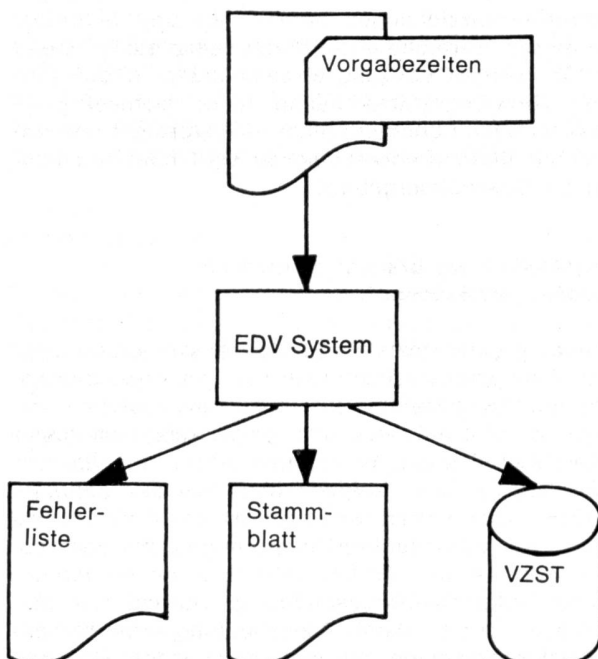 Vorgabezeiten
EDV System
Fehler-
liste
Stamm-
blatt
VZST